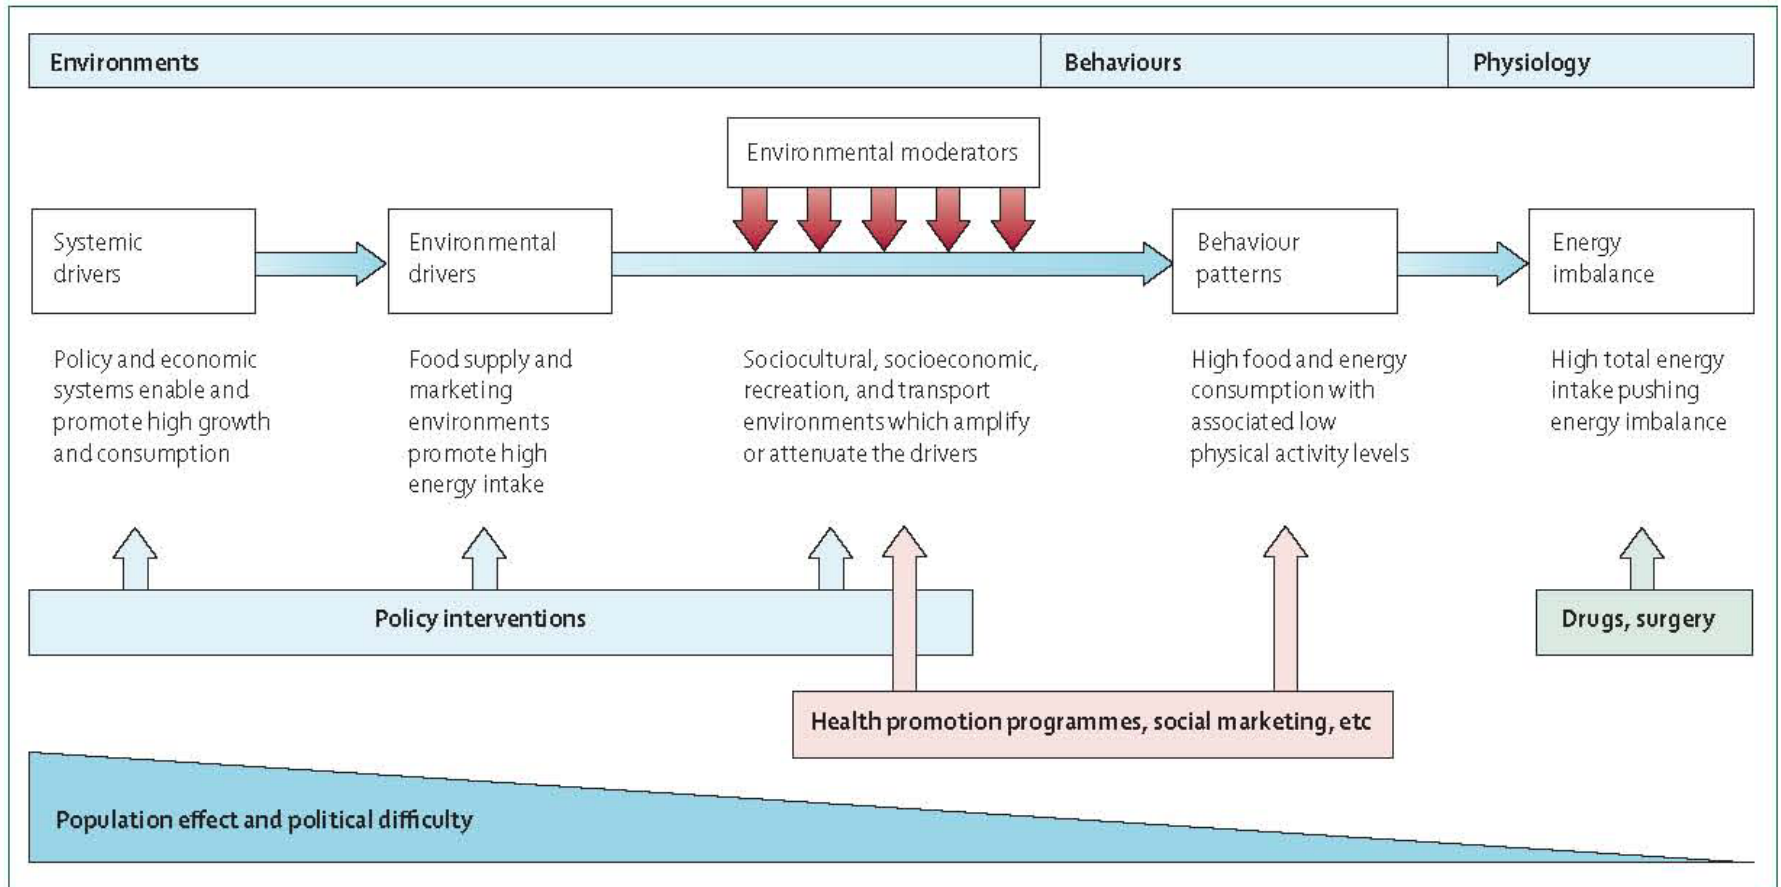 Environments
Behaviours
Physiology
Environmental moderators
Systemic
drivers
Environmental
drivers
Behaviour
patterns
Energy
imbalance
Policy and economic
systems enable and
promote high growth
and consumption
Food supply and
marketing
environments
promote high
energy intake
Sociocultural, socioeconomic,
recreation, and transport
environments which amplify
or attenuate the drivers
High food and energy
consumption with
associated low
physical activity levels
High total energy
intake pushing
energy imbalance
Policy interventions
Drugs, surgery
Health promotion programmes, social marketing, etc
Population effect and political difficulty